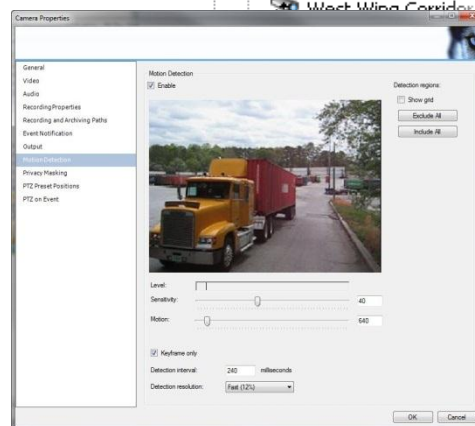 West Wing Corridor
Camera Properties
General
Video
Audio
Recording Properties
Recording and Archiving Paths
Event Notification
Output
Motion Detection
Privacy Masking
PTZ Preset Positions
PTZ on Event
Motion Detection
Enable
Detection regions:
Show grid
Exclude All
Include All
Level:
Sensitivity:
40
Motion:
640
Keyframe only
Detection interval:
240
milliseconds
Detection resolution:
Fast (12%)
OK
Cancel